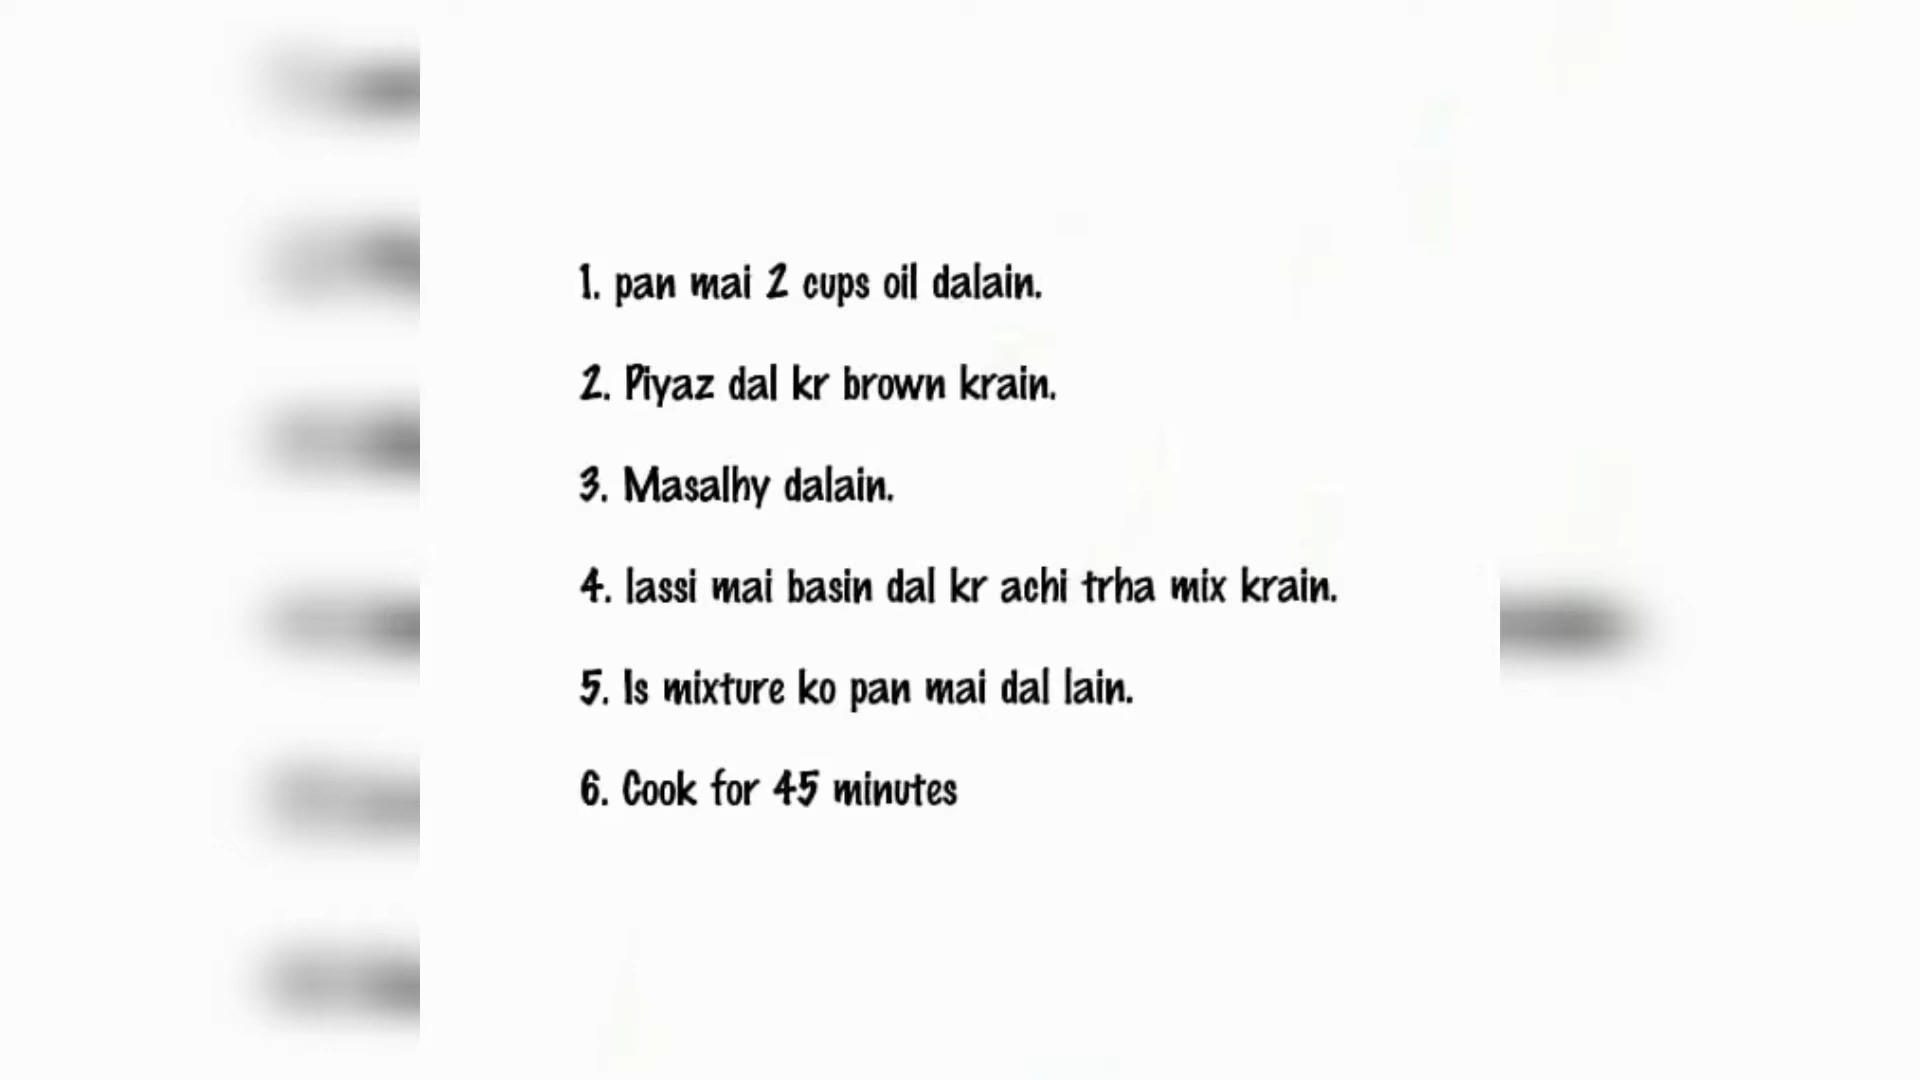 1. pan mai 2 cups oil dalain.
2. Piyaz dal kr brown krain.
3. Masalhy dalain.
4. lassi mai basin dal kr achi trha mix krain.
5. Is mixture ko pan mai dal lain.
6. Cook for 45 minutes